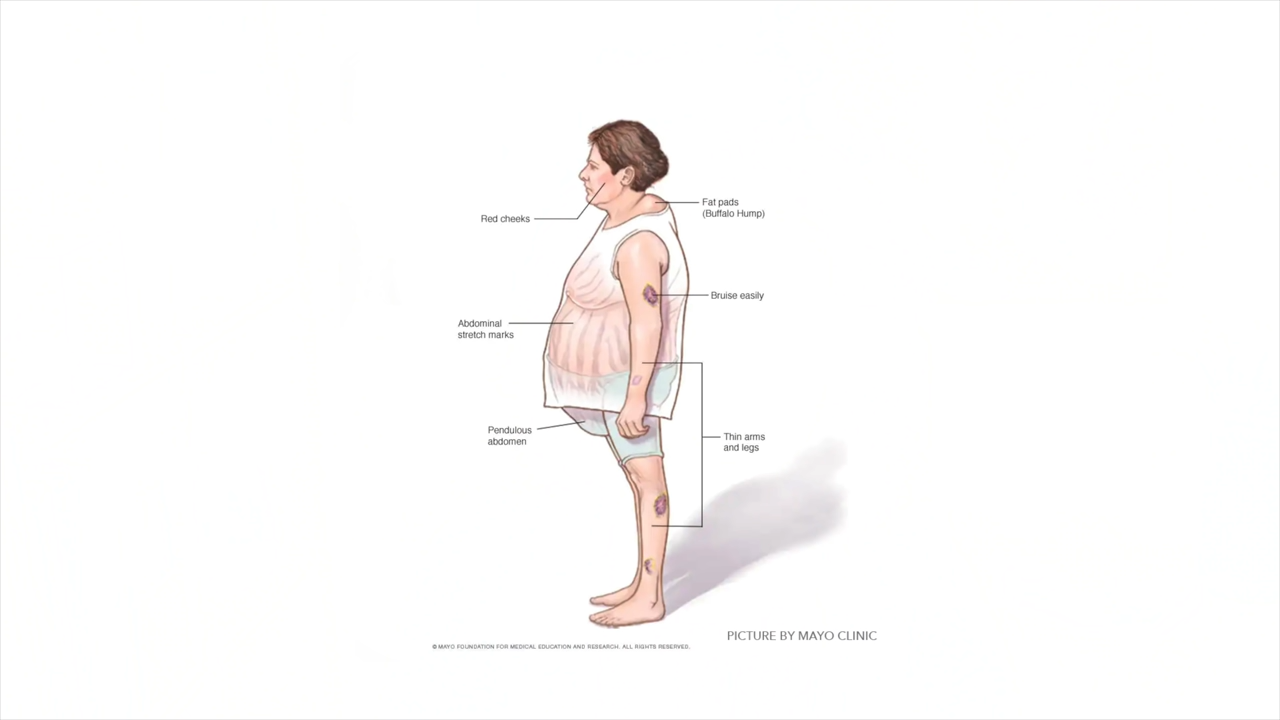 Red cheeks
Fat pads
(Buffalo Hump)
Bruise easily
Abdominal
stretch marks
Pendulous
abdomen
Thin arms
and legs
PICTURE BY MAYO CLINIC
© MAYO FOUNDATION FOR MEDICAL EDUCATION AND RESEARCH. ALL RIGHTS RESERVED.